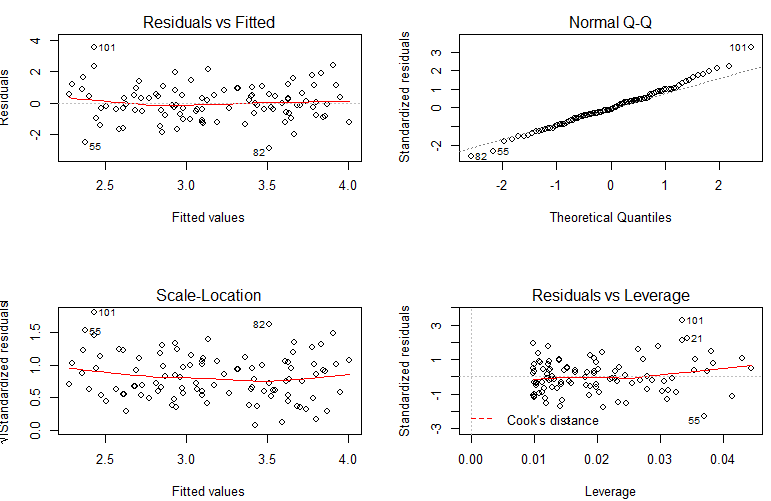 Residuals vs Fitted
Residuals
4
2
0
-2
101
55
82
2.5 3.0 3.5 4.0
Fitted values
Normal Q-Q
Standardized residuals
3
2
1
0
-2
101
82
55
-2 -1 0 1 2
Theoretical Quantiles
Scale-Location
√|Standardized residuals|
1.5
1.0
0.5
0.0
101
55
82
2.5 3.0 3.5 4.0
Fitted values
Residuals vs Leverage
Standardized residuals
3
1
-1
-3
101
21
55
Cook's distance
0.00 0.01 0.02 0.03 0.04
Leverage